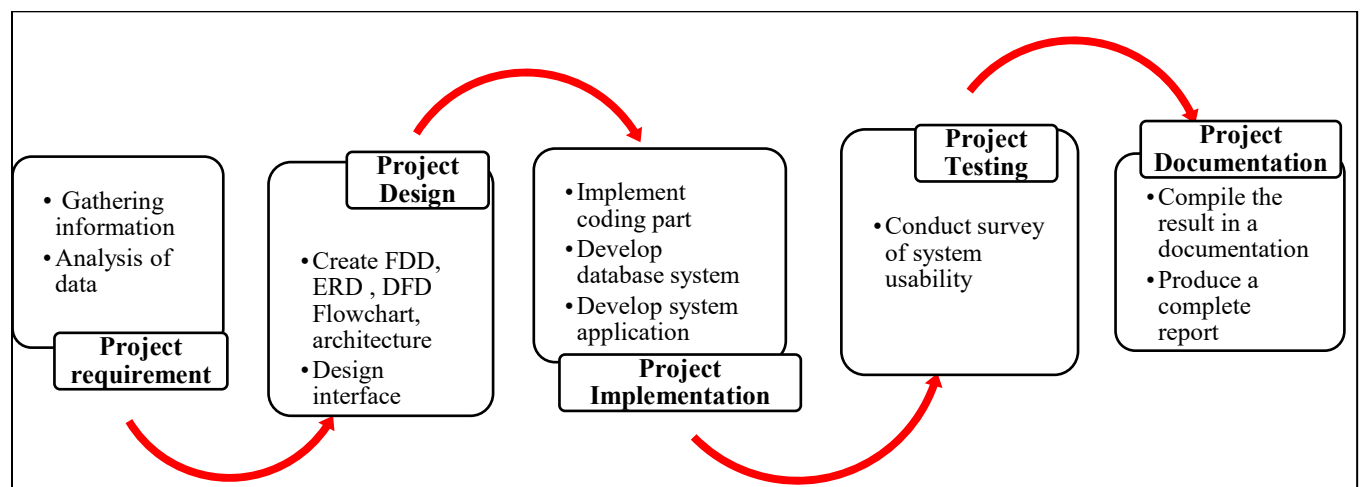 • Gathering
information
• Analysis of
data
Project
requirement
Project
Design
• Create FDD,
ERD , DFD
Flowchart,
architecture
• Design
interface
• Implement
coding part
• Develop
database system
• Develop system
application
Project
Implementation
Project
Testing
• Conduct survey
of system
usability
Project
Documentation
• Compile the
result in a
documentation
• Produce a
complete
report